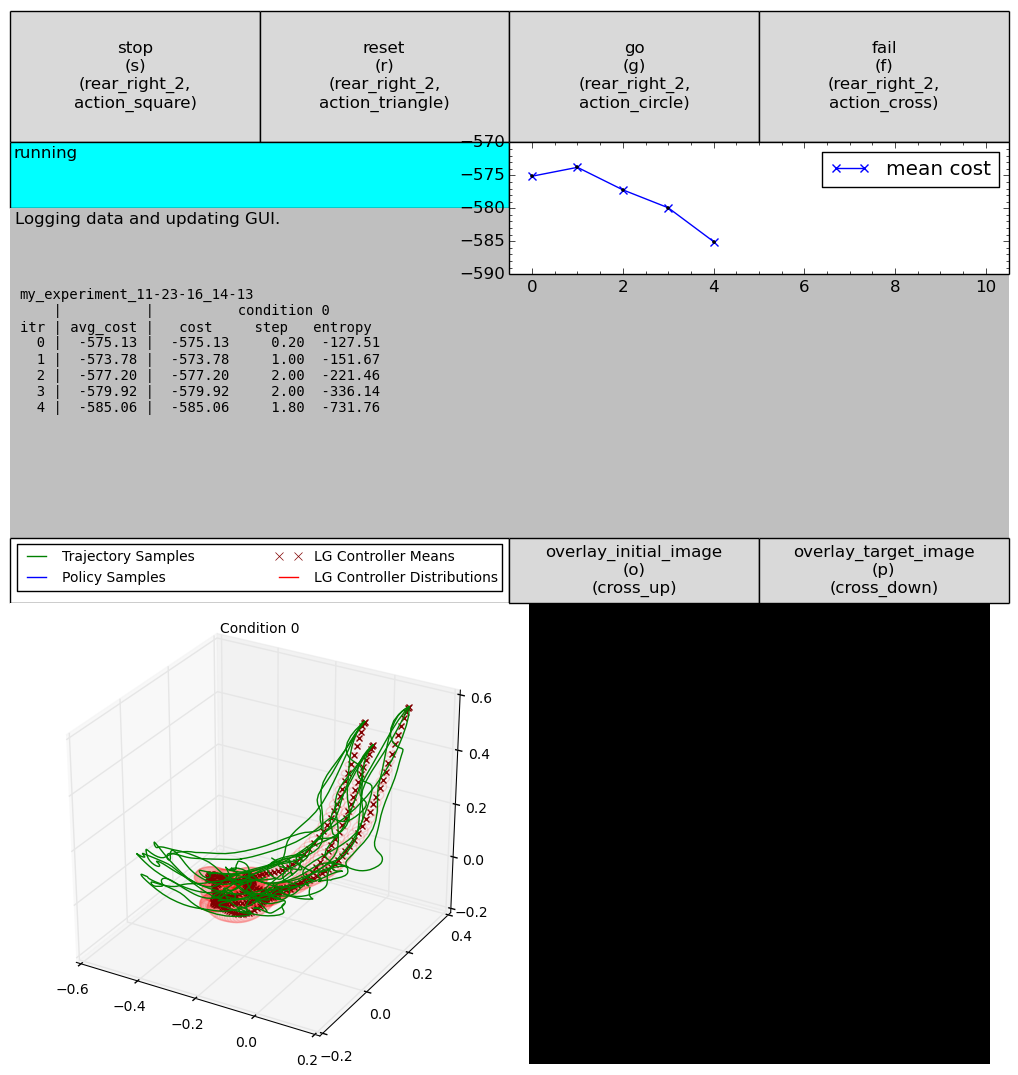 stop
(s)
(rear_right_2,
action_square)
reset
(r)
(rear_right_2,
action_triangle)
go
(g)
(rear_right_2,
action_circle)
fail
(f)
(rear_right_2,
action_cross)
running
−570
−575
−580
−585
−590
mean cost
0 2 4 6 8 10
Logging data and updating GUI.
my_experiment_11-23-16_14-13
| | condition 0
itr | avg_cost | cost step entropy
0 | -575.13 | -575.13 0.20 -127.51
1 | -573.78 | -573.78 1.00 -151.67
2 | -577.20 | -577.20 2.00 -221.46
3 | -579.92 | -579.92 2.00 -336.14
4 | -585.06 | -585.06 1.80 -731.76
Trajectory Samples
Policy Samples
LG Controller Means
LG Controller Distributions
overlay_initial_image
(o)
(cross_up)
overlay_target_image
(p)
(cross_down)
Condition 0
0.6
0.4
0.2
0.0
−0.2
0.4
0.2
0.0
−0.2
−0.6
−0.4
−0.2
0.0
0.2